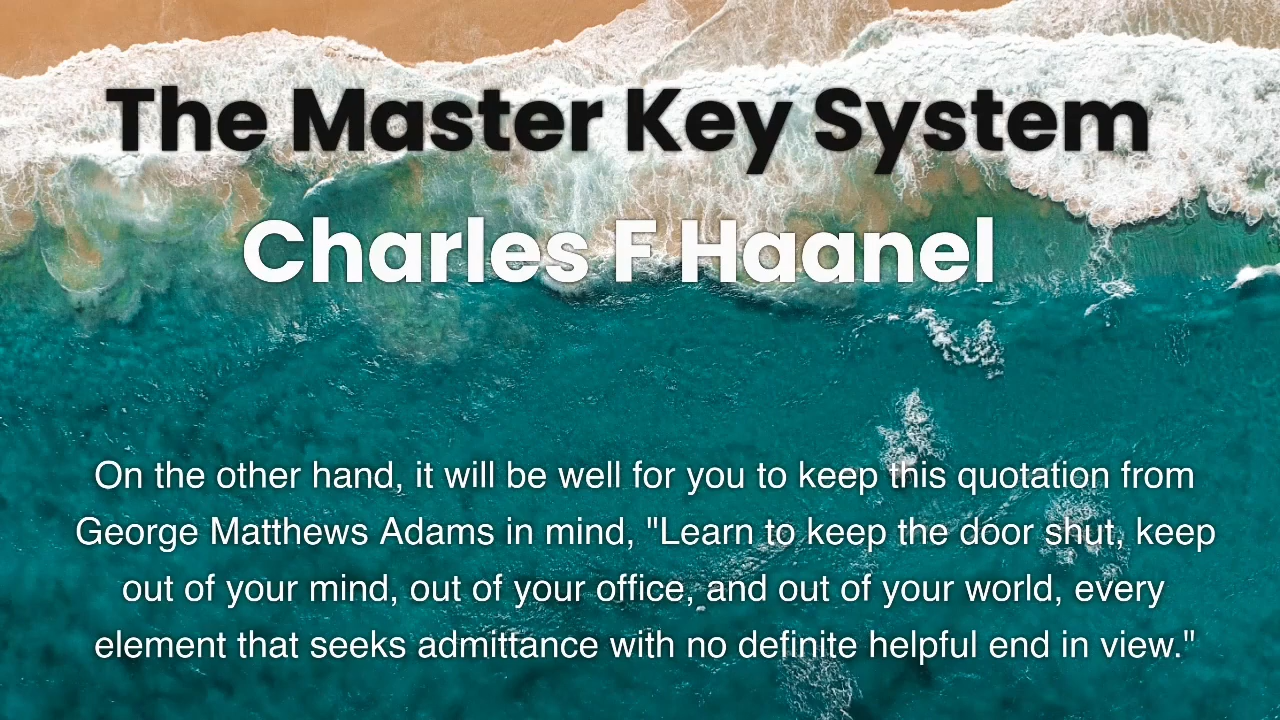 The Master Key System
Charles F Haanel
On the other hand, it will be well for you to keep this quotation from
George Matthews Adams in mind, "Learn to keep the door shut, keep
out of your mind, out of your office, and out of your world, every
element that seeks admittance with no definite helpful end in view."